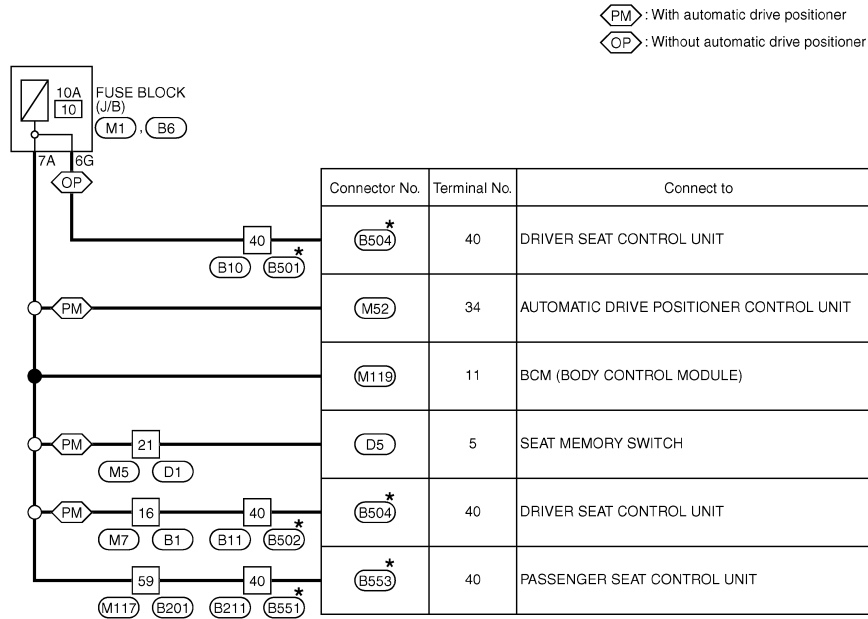 PM : With automatic drive positioner
OP : Without automatic drive positioner
10A
10
FUSE BLOCK
(J/B)
M1 , B6
7A 6G
OP
Connector No. Terminal No. Connect to
40 B504 * 40 DRIVER SEAT CONTROL UNIT
B10 B501 *
PM M52 34 AUTOMATIC DRIVE POSITIONER CONTROL UNIT
M119 11 BCM (BODY CONTROL MODULE)
PM 21 D5 5 SEAT MEMORY SWITCH
M5 D1
PM 16 40 B504 * 40 DRIVER SEAT CONTROL UNIT
M7 B1 B11 B502 *
59 40 B553 * 40 PASSENGER SEAT CONTROL UNIT
M117 B201 B211 B551 *